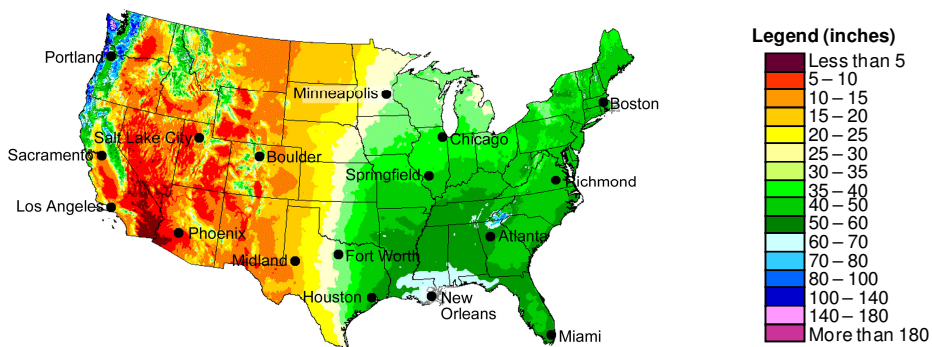 Legend (inches)
Less than 5
5 – 10
10 – 15
15 – 20
20 – 25
25 – 30
30 – 35
35 – 40
40 – 50
50 – 60
60 – 70
70 – 80
80 – 100
100 – 140
140 – 180
More than 180
Portland
Minneapolis
Boston
Salt Lake City
Chicago
Sacramento
Boulder
Springfield
Richmond
Los Angeles
Phoenix
Atlanta
Midland
Fort Worth
Houston
New
Orleans
Miami